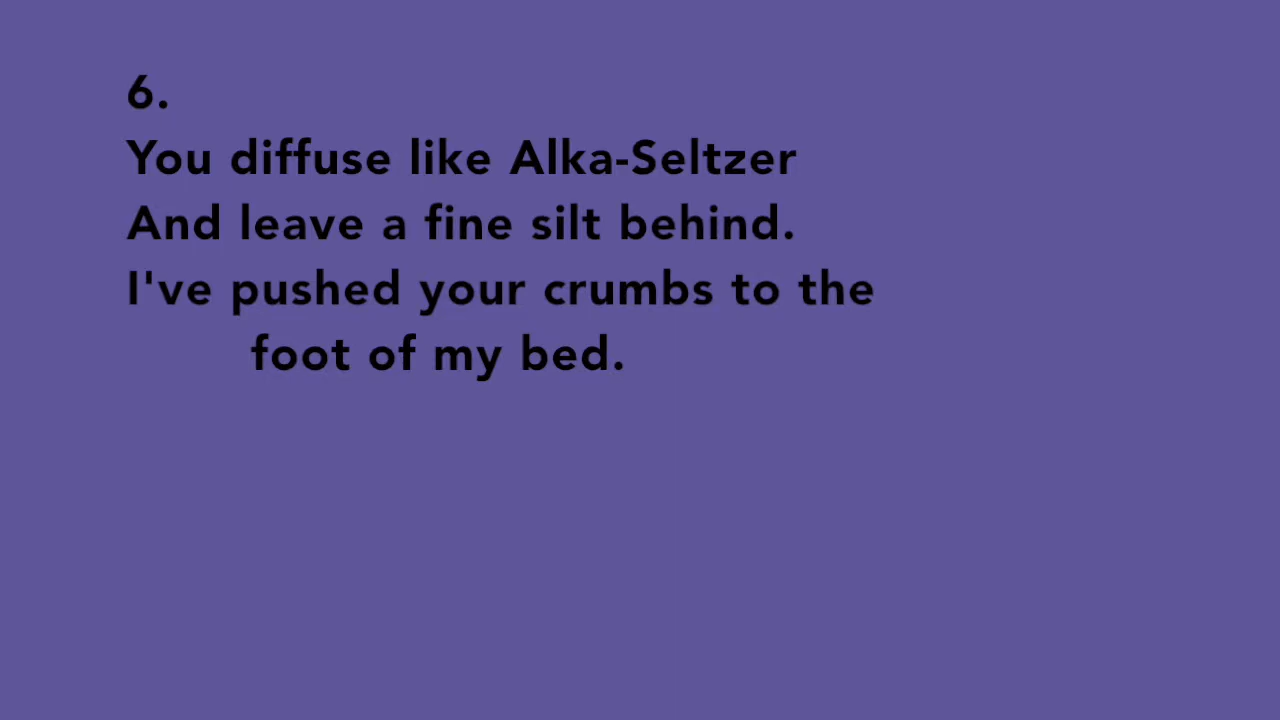 6.
You diffuse like Alka-Seltzer
And leave a fine silt behind.
I've pushed your crumbs to the
foot of my bed.